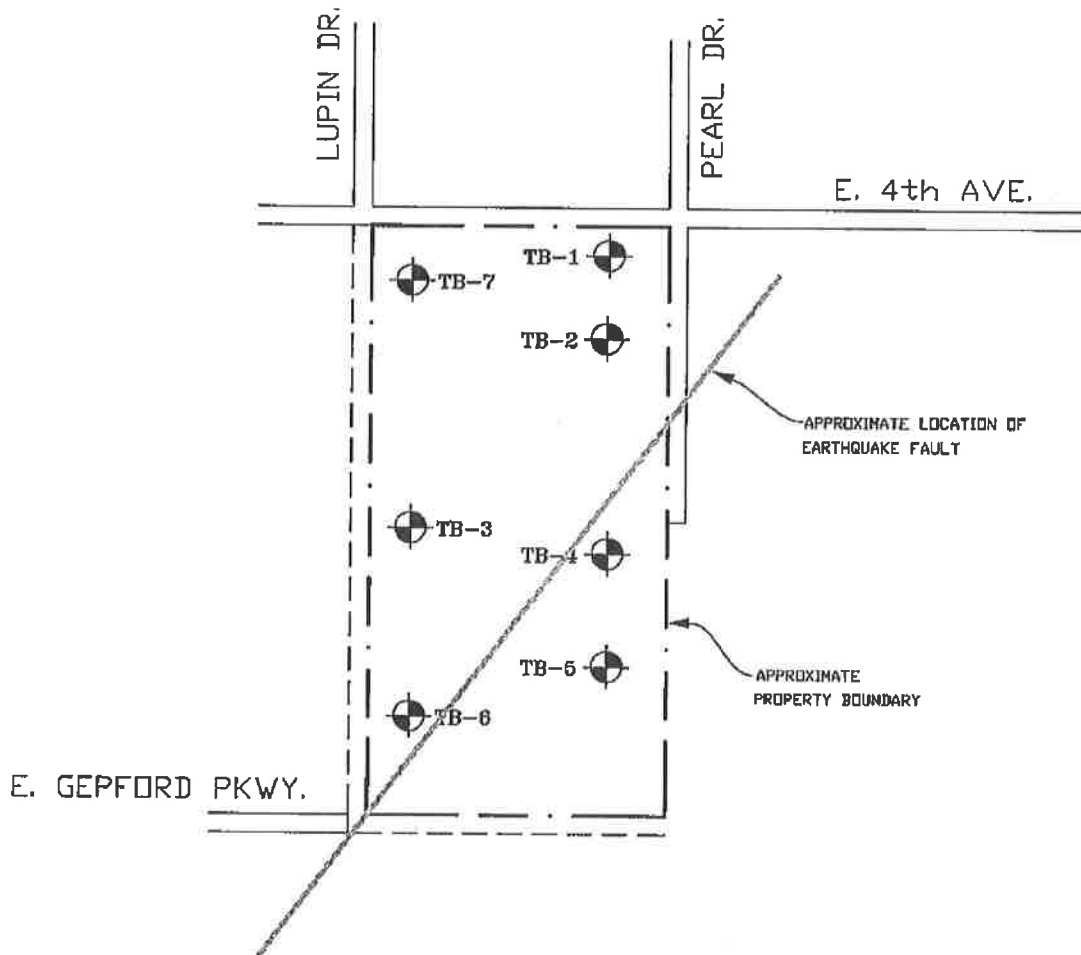 LUPIN DR.
PEARL DR.
E. 4th AVE.
TB-1
TB-7
TB-2
APPROXIMATE LOCATION OF
EARTHQUAKE FAULT
TB-3
TB-4
TB-5
APPROXIMATE
PROPERTY BOUNDARY
TB-6
E. GEPFORD PKWY.